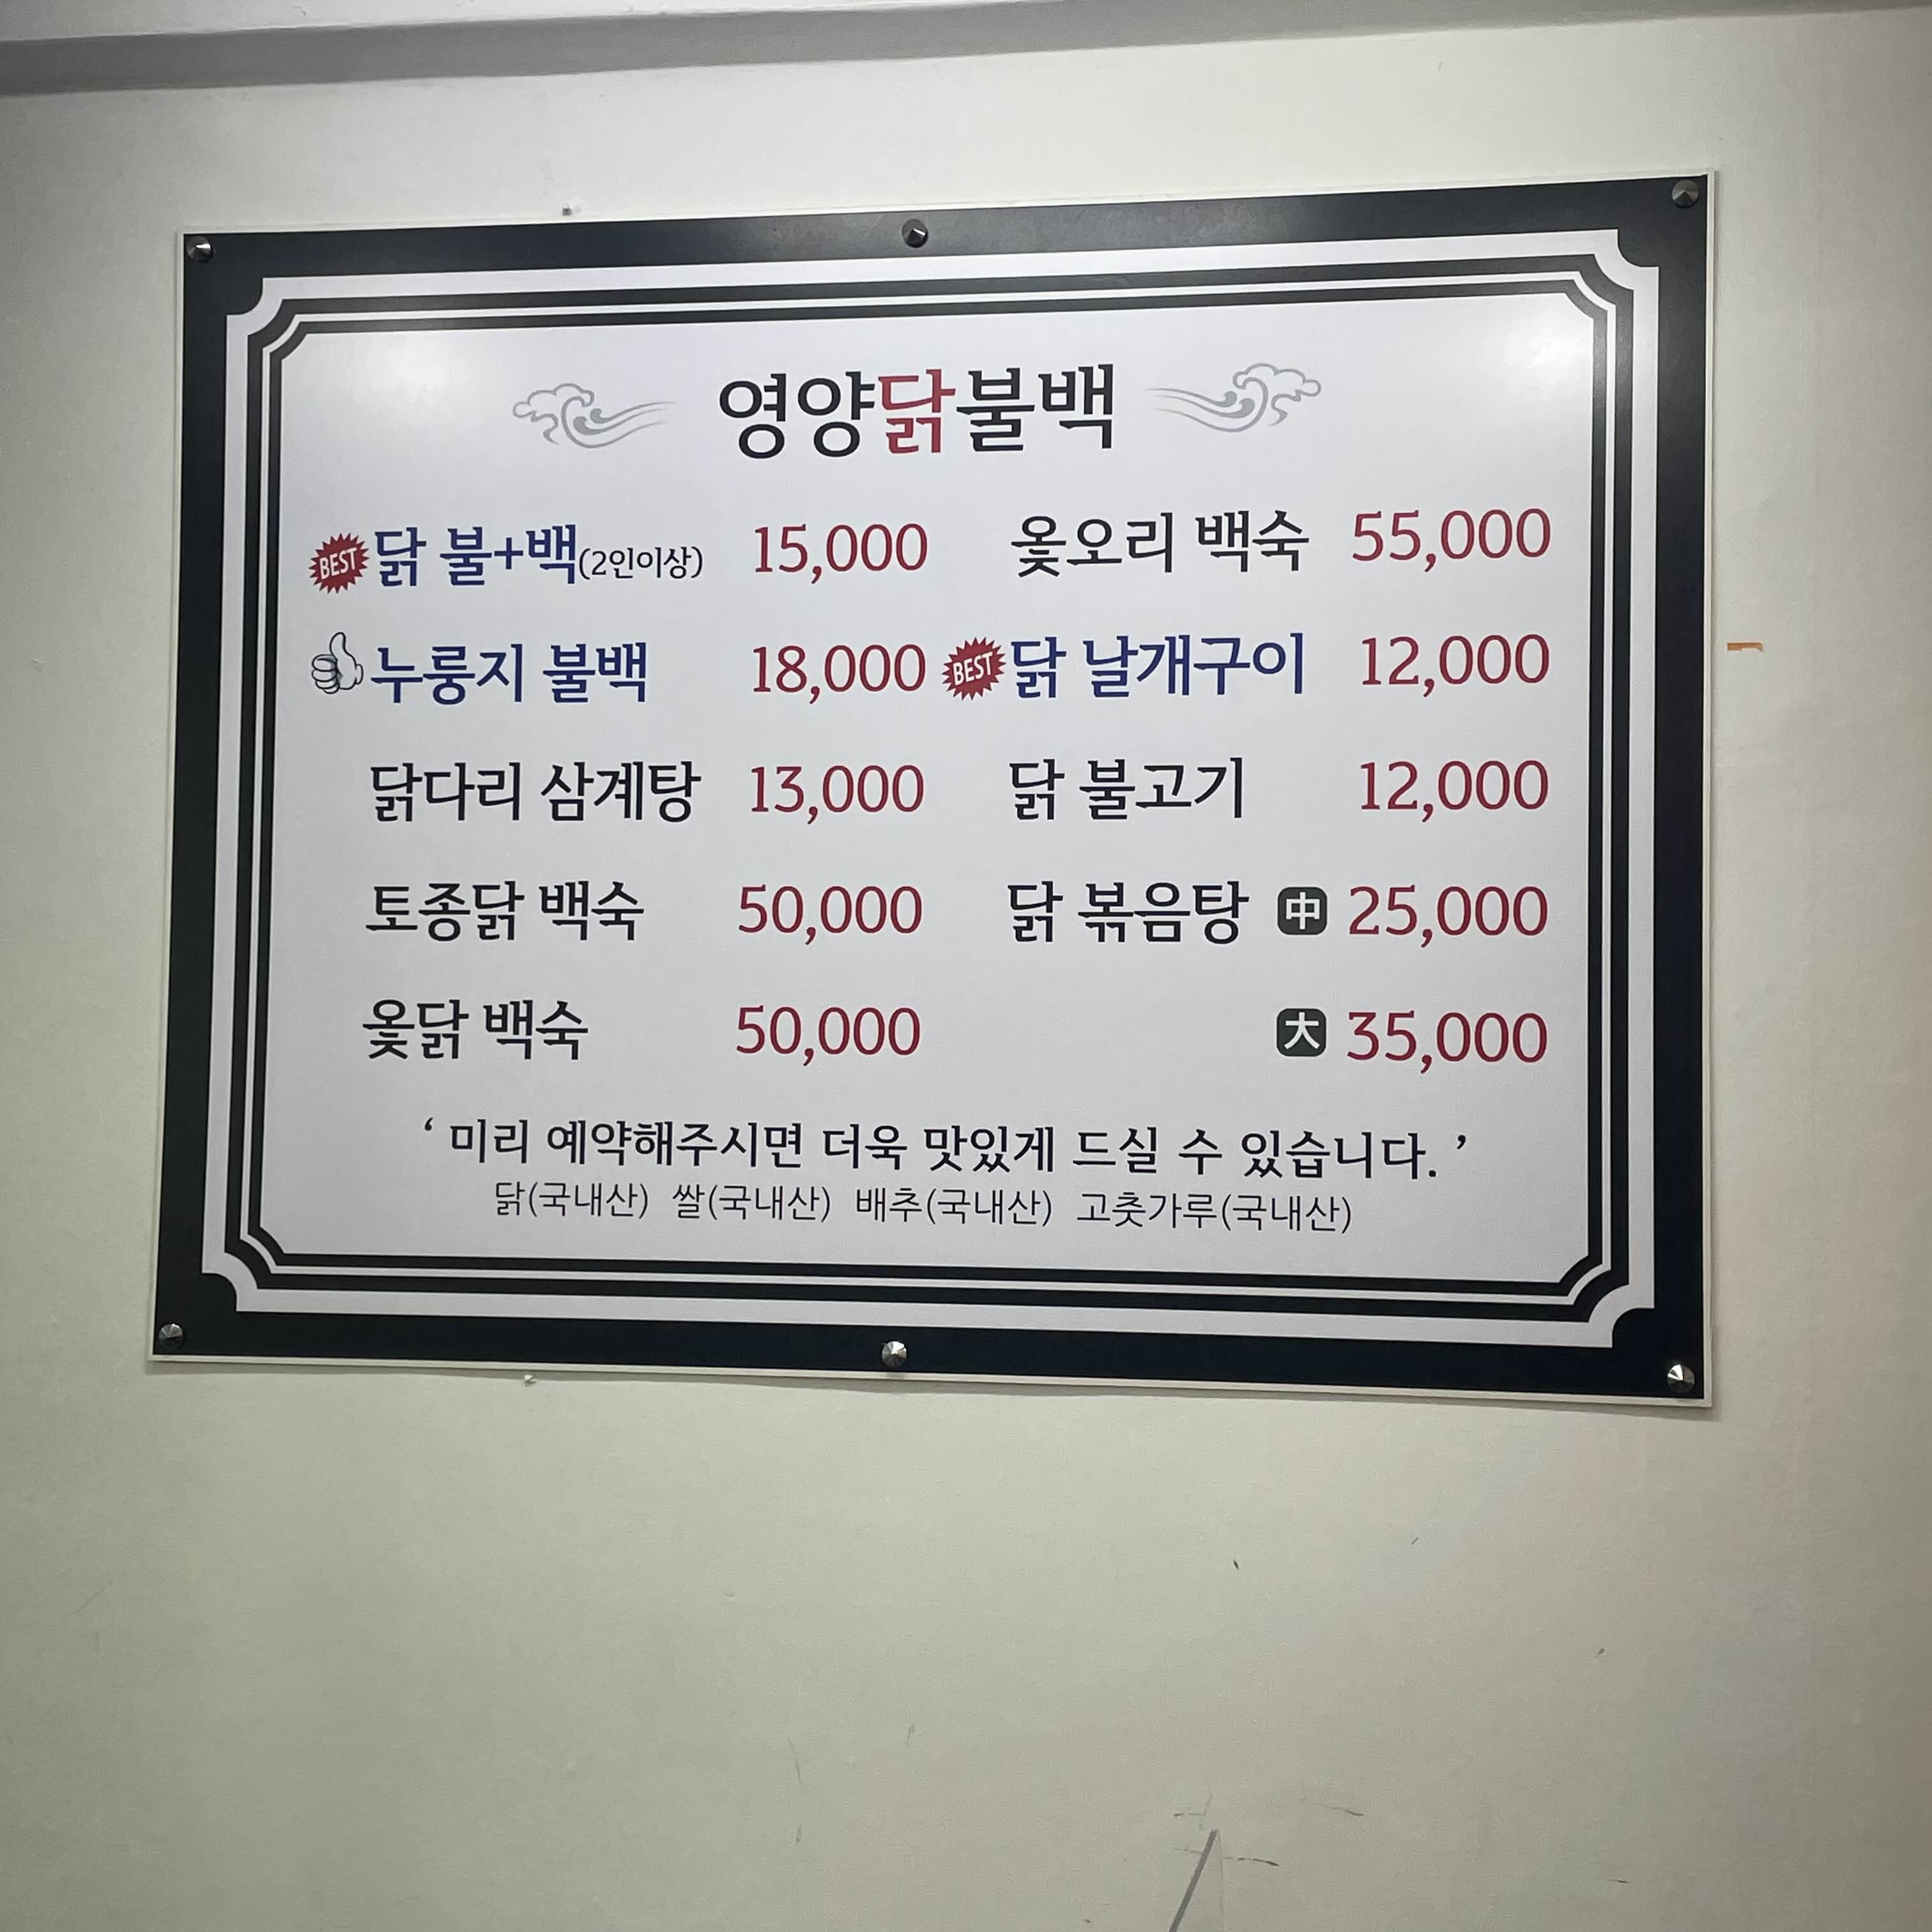 영양닭불백
BEST 닭 불+백(2인이상) 15,000
누룽지 불백 18,000
닭다리 삼계탕 13,000
토종닭 백숙 50,000
옻닭 백숙 50,000
옻오리 백숙 55,000
BEST 닭 날개구이 12,000
닭 불고기 12,000
닭 볶음탕 中 25,000
大 35,000
‘ 미리 예약해주시면 더욱 맛있게 드실 수 있습니다. ’
닭(국내산) 쌀(국내산) 배추(국내산) 고춧가루(국내산)